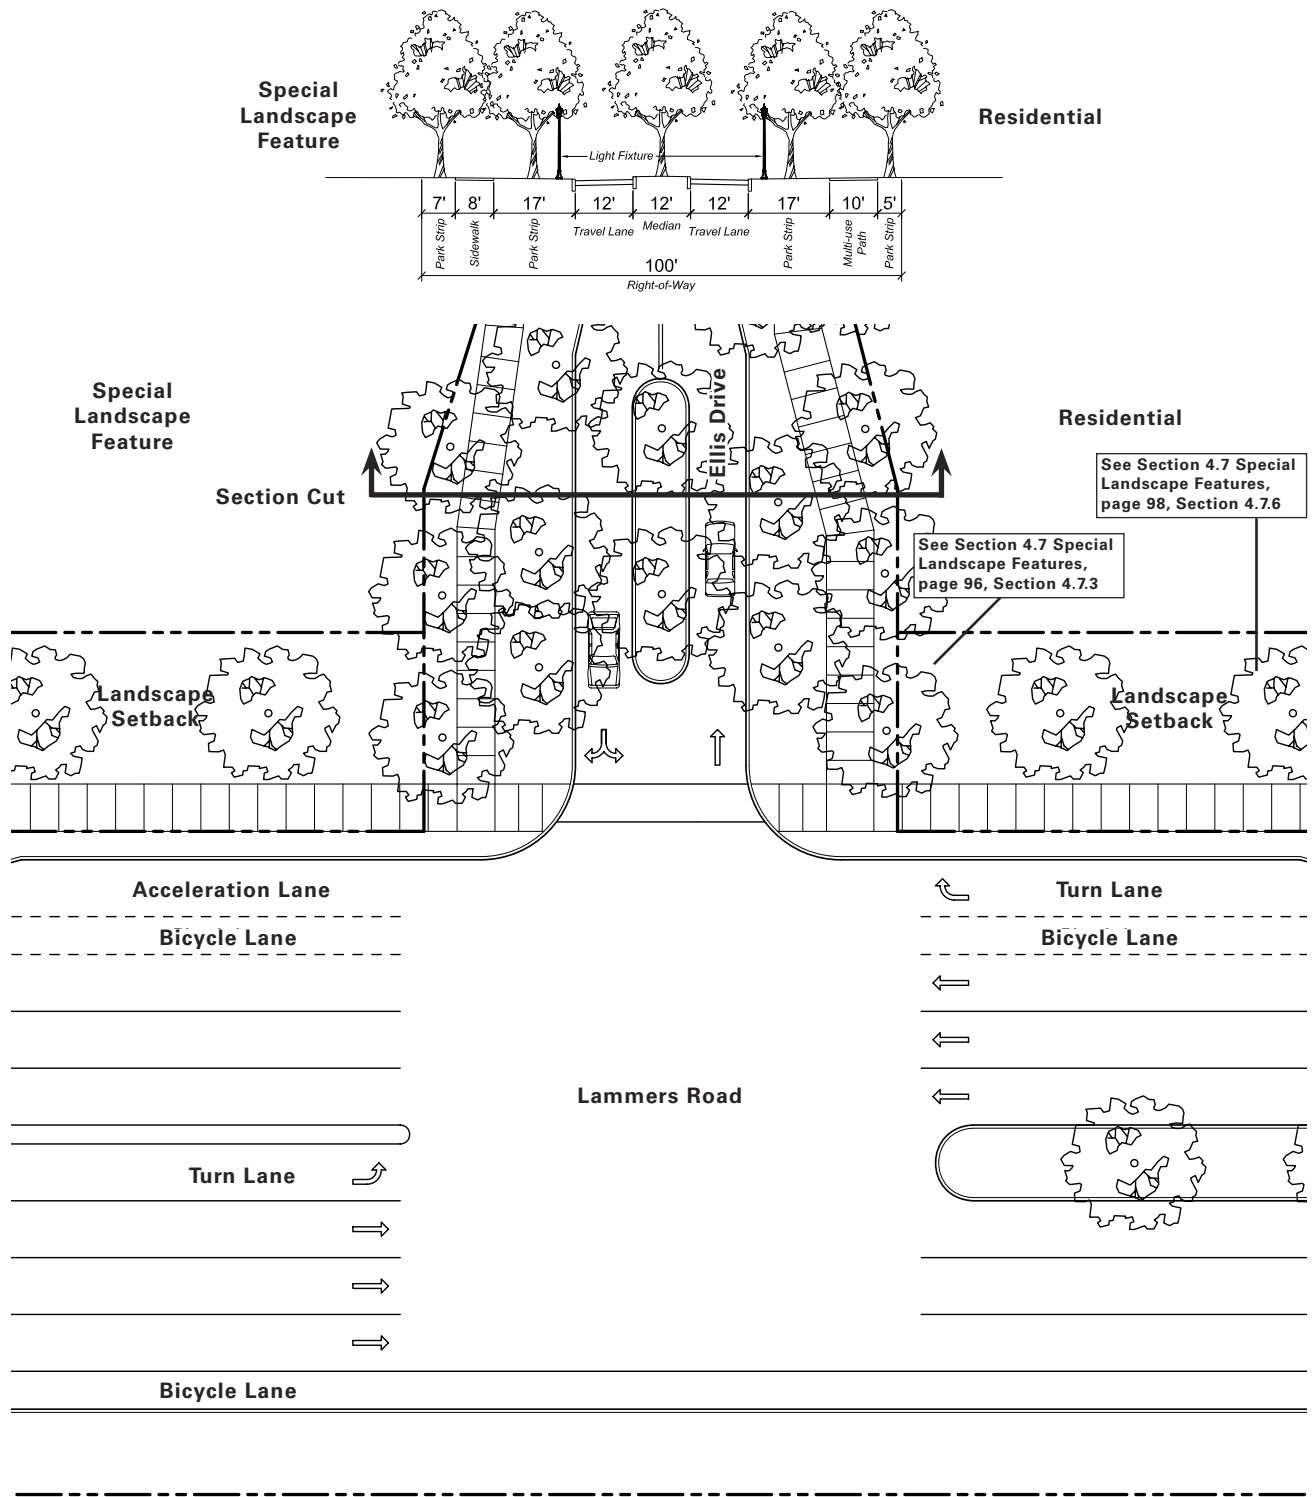 Special
Landscape
Feature
Residential
Light Fixture
7'
8'
17'
12'
12'
12'
17'
10'
5'
Park Strip
Sidewalk
Park Strip
Travel Lane
Median
Travel Lane
Park Strip
Multi-use
Path
Park Strip
100'
Right-of-Way
Special
Landscape
Feature
Ellis Drive
Residential
Section Cut
See Section 4.7 Special
Landscape Features,
page 98, Section 4.7.6
See Section 4.7 Special
Landscape Features,
page 96, Section 4.7.3
Landscape
Setback
Landscape
Setback
Acceleration Lane
Turn Lane
Bicycle Lane
Bicycle Lane
Lammers Road
Turn Lane
Bicycle Lane